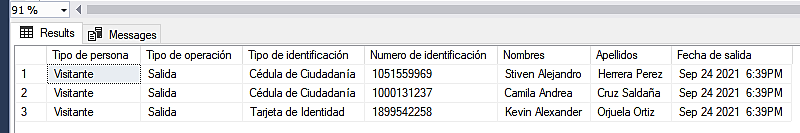 91 %
Results Messages
Tipo de persona Tipo de operación Tipo de identificación Numero de identificación Nombres Apellidos Fecha de salida
1 Visitante Salida Cédula de Ciudadanía 1051559969 Stiven Alejandro Herrera Perez Sep 24 2021 6:39PM
2 Visitante Salida Cédula de Ciudadanía 1000131237 Camila Andrea Cruz Saldaña Sep 24 2021 6:39PM
3 Visitante Salida Tarjeta de Identidad 1899542258 Kevin Alexander Orjuela Ortiz Sep 24 2021 6:39PM